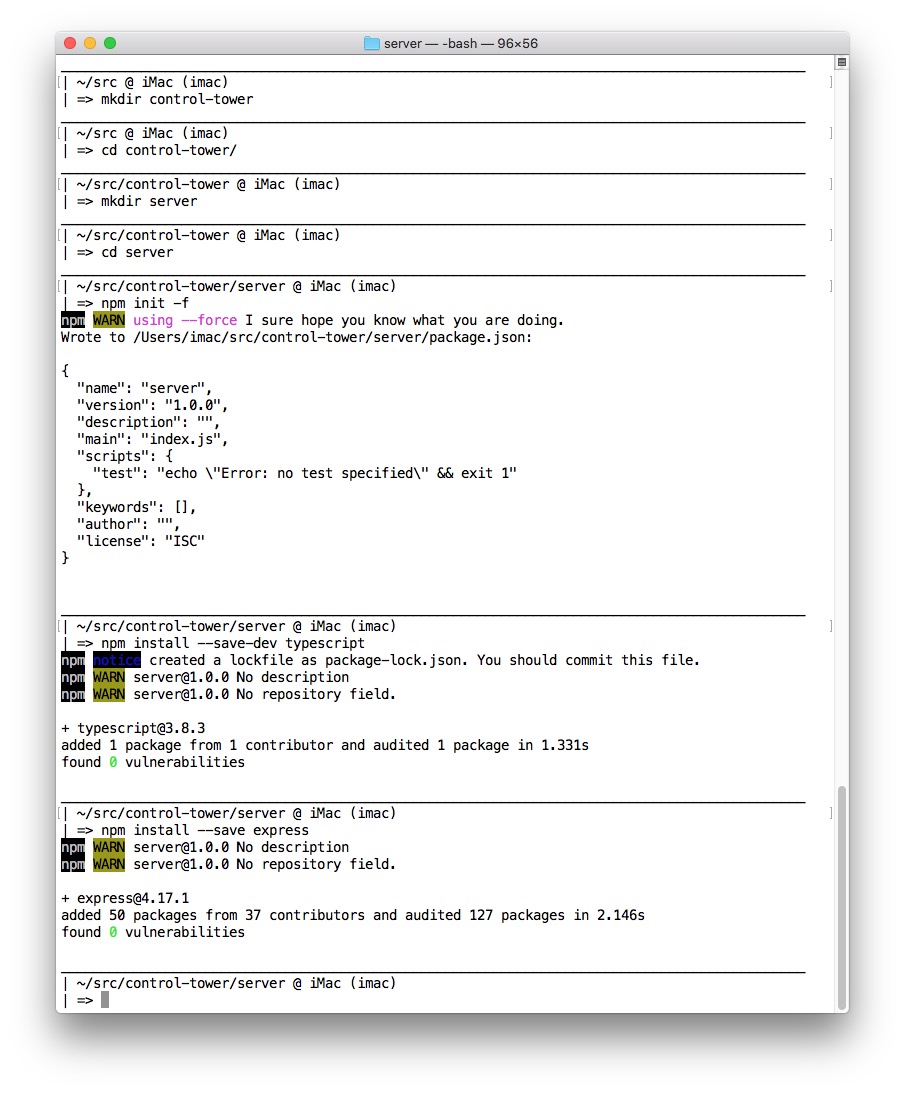 server — -bash — 96×56
| ~/src @ iMac (imac)
| => mkdir control-tower
| ~/src @ iMac (imac)
| => cd control-tower/
| ~/src/control-tower @ iMac (imac)
| => mkdir server
| ~/src/control-tower @ iMac (imac)
| => cd server
| ~/src/control-tower/server @ iMac (imac)
| => npm init -f
npm WARN using --force I sure hope you know what you are doing.
Wrote to /Users/imac/src/control-tower/server/package.json:
{
  "name": "server",
  "version": "1.0.0",
  "description": "",
  "main": "index.js",
  "scripts": {
    "test": "echo \"Error: no test specified\" && exit 1"
  },
  "keywords": [],
  "author": "",
  "license": "ISC"
}
| ~/src/control-tower/server @ iMac (imac)
| => npm install --save-dev typescript
npm notice created a lockfile as package-lock.json. You should commit this file.
npm WARN server@1.0.0 No description
npm WARN server@1.0.0 No repository field.
+ typescript@3.8.3
added 1 package from 1 contributor and audited 1 package in 1.331s
found 0 vulnerabilities
| ~/src/control-tower/server @ iMac (imac)
| => npm install --save express
npm WARN server@1.0.0 No description
npm WARN server@1.0.0 No repository field.
+ express@4.17.1
added 50 packages from 37 contributors and audited 127 packages in 2.146s
found 0 vulnerabilities
| ~/src/control-tower/server @ iMac (imac)
| =>